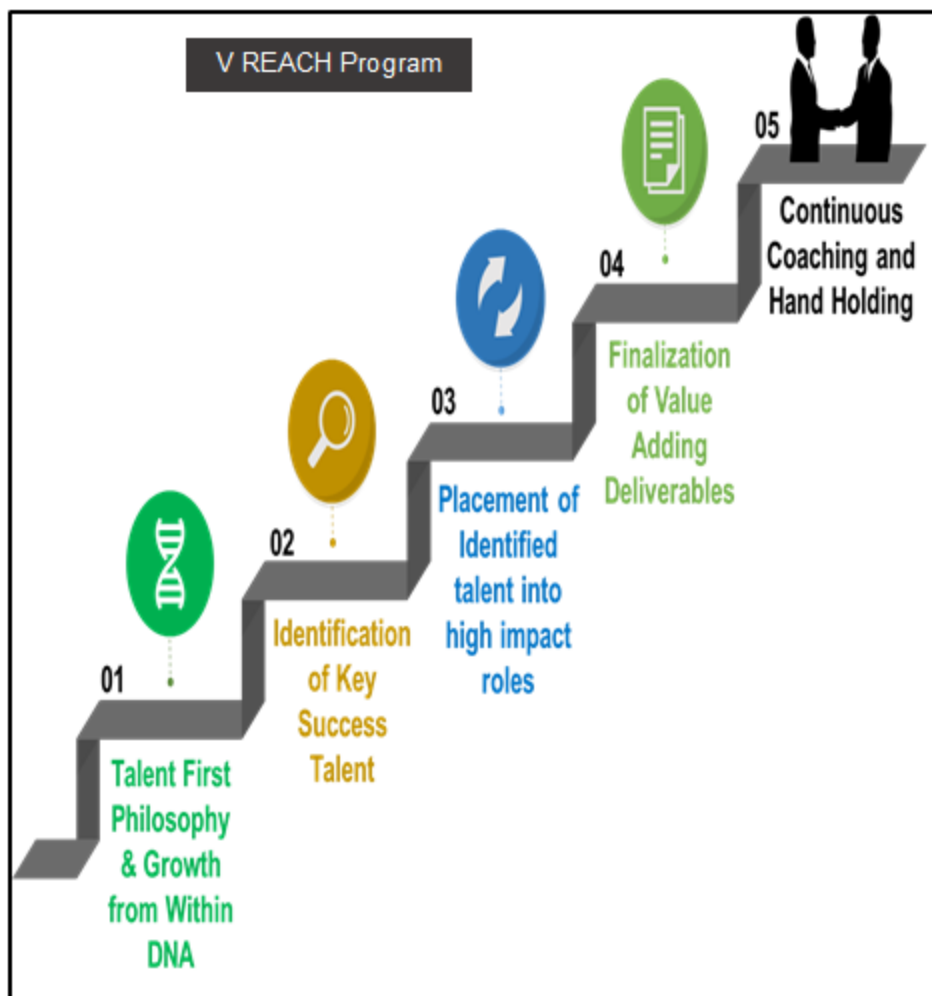 V REACH Program
01
Talent First
Philosophy
& Growth
from Within
DNA
02
Identification
of Key
Success
Talent
03
Placement of
Identified
talent into
high impact
roles
04
Finalization
of Value
Adding
Deliverables
05
Continuous
Coaching and
Hand Holding